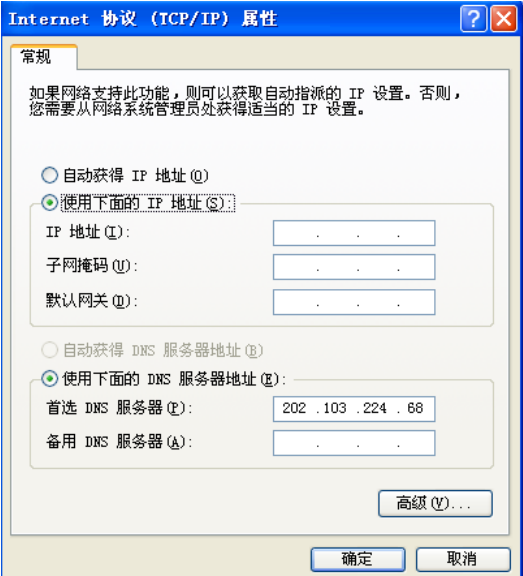 Internet 协议 (TCP/IP) 属性
常规
如果网络支持此功能，则可以获取自动指派的 IP 设置。否则，
您需要从网络系统管理员处获得适当的 IP 设置。
自动获得 IP 地址(O)
使用下面的 IP 地址(S):
IP 地址(I):
子网掩码(U):
默认网关(D):
自动获得 DNS 服务器地址(B)
使用下面的 DNS 服务器地址(E):
首选 DNS 服务器(P): 202 .103 .224 . 68
备用 DNS 服务器(A):
高级(V)...
确定 取消